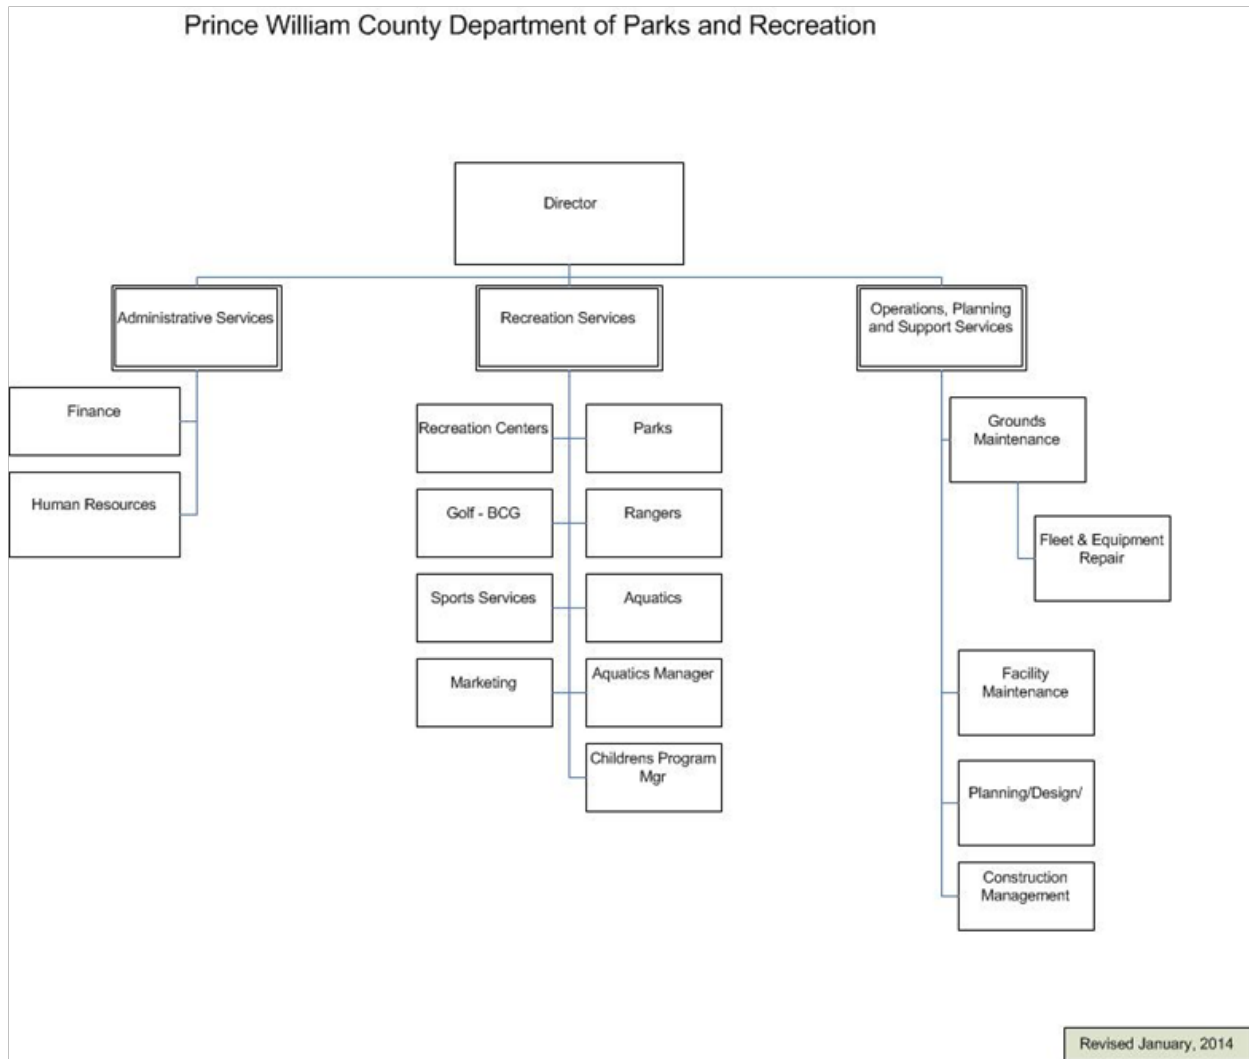 Prince William County Department of Parks and Recreation
Director
Administrative Services
Recreation Services
Operations, Planning
and Support Services
Finance
Human Resources
Recreation Centers
Parks
Golf - BCG
Rangers
Sports Services
Aquatics
Marketing
Aquatics Manager
Childrens Program
Mgr
Grounds
Maintenance
Fleet & Equipment
Repair
Facility
Maintenance
Planning/Design/
Construction
Management
Revised January, 2014